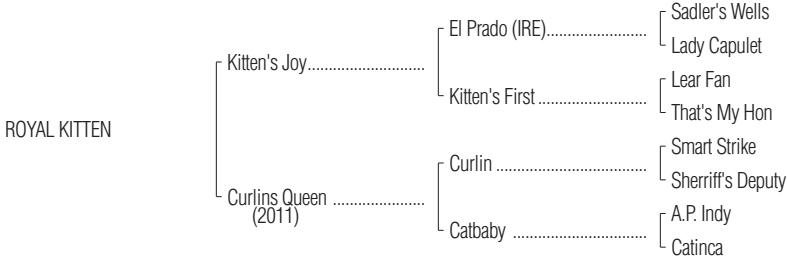 Sadler's Wells
El Prado (IRE)........................
Lady Capulet
Kitten's Joy............................
Lear Fan
Kitten's First ..........................
That's My Hon
ROYAL KITTEN
Smart Strike
Curlin ....................................
Sherriff's Deputy
Curlins Queen ......................
(2011)
A.P. Indy
Catbaby ................................
Catinca